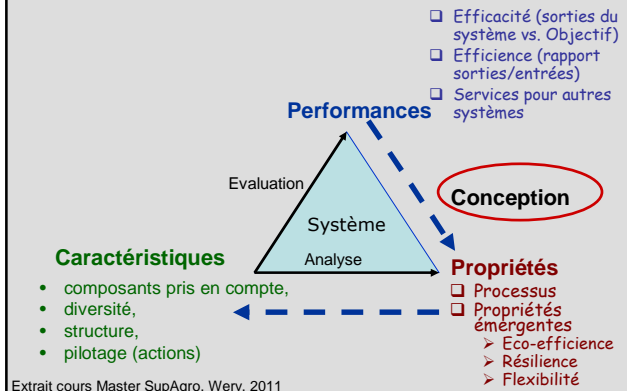 ❑ Efficacité (sorties du
système vs. Objectif)
❑ Efficience (rapport
sorties/entrées)
❑ Services pour autres
systèmes
Performances
Evaluation
Conception
Système
Analyse
Caractéristiques
• composants pris en compte,
• diversité,
• structure,
• pilotage (actions)
Propriétés
❑ Processus
❑ Propriétés
émergentes
➢ Eco-efficience
➢ Résilience
➢ Flexibilité
Extrait cours Master SupAgro, Wery, 2011